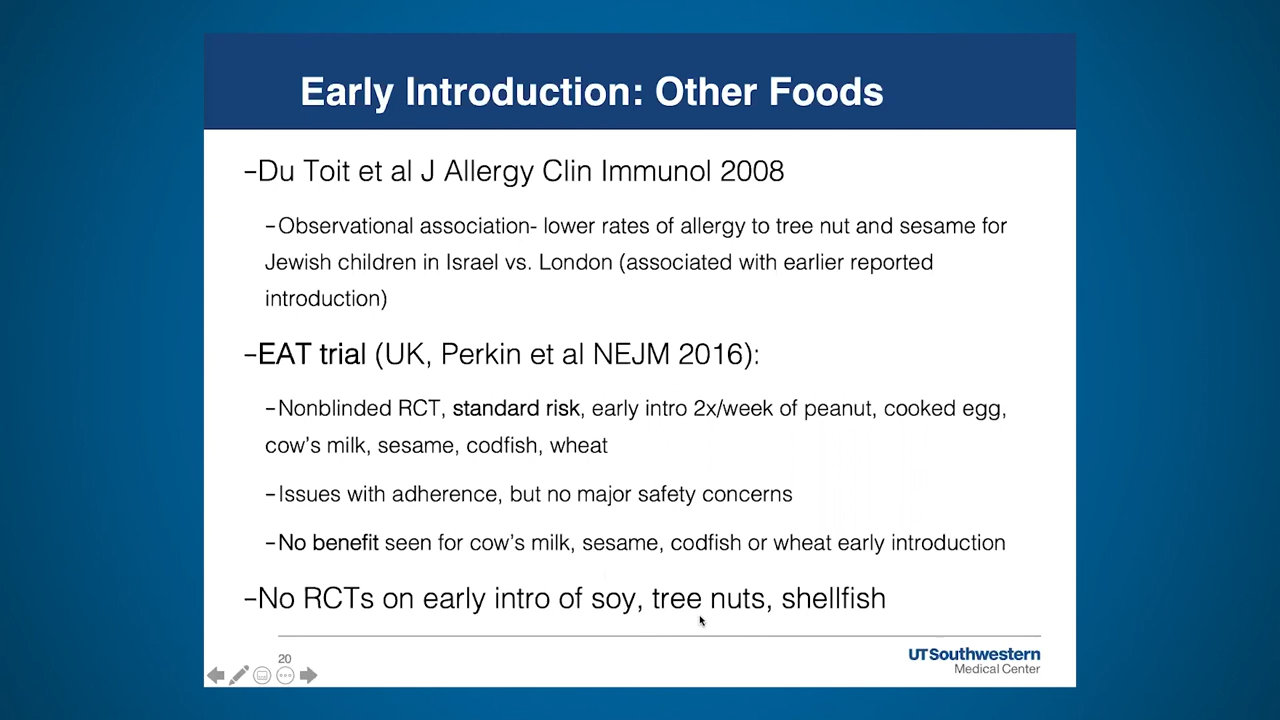 Early Introduction: Other Foods
–Du Toit et al J Allergy Clin Immunol 2008
–Observational association- lower rates of allergy to tree nut and sesame for
Jewish children in Israel vs. London (associated with earlier reported
introduction)
–EAT trial (UK, Perkin et al NEJM 2016):
–Nonblinded RCT, standard risk, early intro 2x/week of peanut, cooked egg,
cow's milk, sesame, codfish, wheat
–Issues with adherence, but no major safety concerns
–No benefit seen for cow's milk, sesame, codfish or wheat early introduction
–No RCTs on early intro of soy, tree nuts, shellfish
20
UTSouthwestern
Medical Center